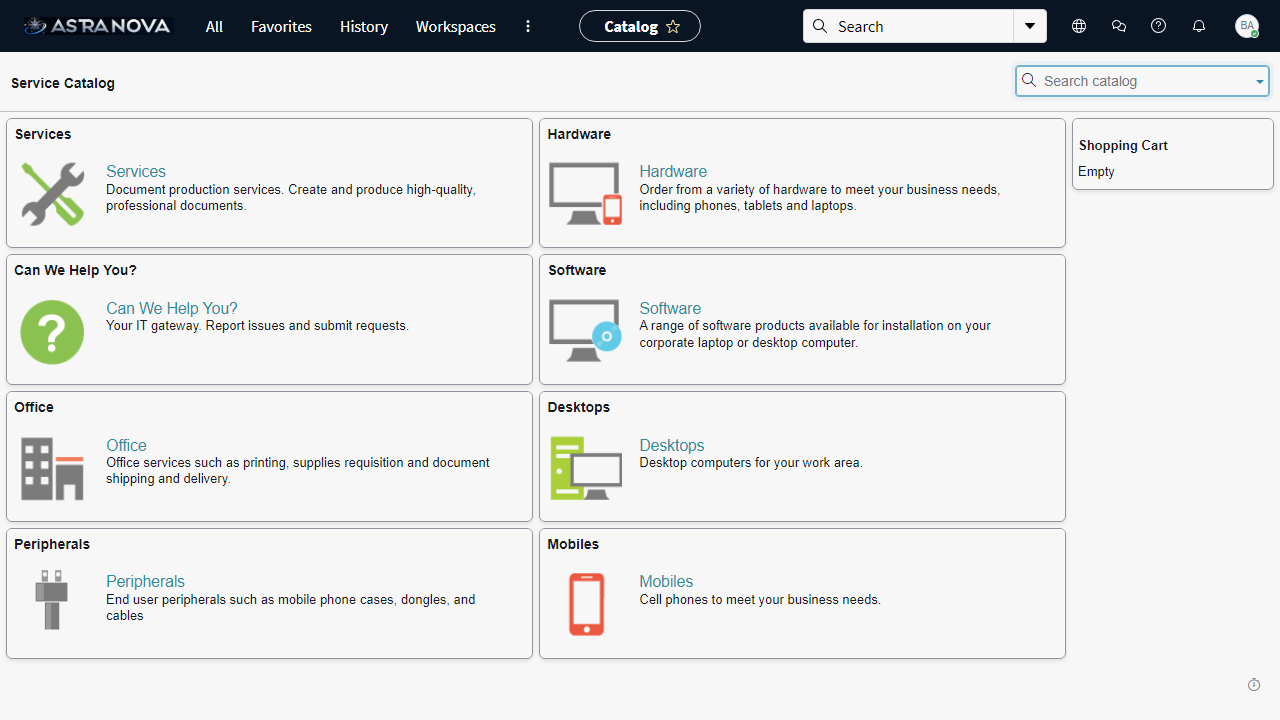 ASTRANOVA All Favorites History Workspaces Catalog Search BA
Service Catalog
Search catalog
Services
Services
Document production services. Create and produce high-quality,
professional documents.
Hardware
Hardware
Order from a variety of hardware to meet your business needs,
including phones, tablets and laptops.
Shopping Cart
Empty
Can We Help You?
Can We Help You?
Your IT gateway. Report issues and submit requests.
Software
Software
A range of software products available for installation on your
corporate laptop or desktop computer.
Office
Office
Office services such as printing, supplies requisition and document
shipping and delivery.
Desktops
Desktops
Desktop computers for your work area.
Peripherals
Peripherals
End user peripherals such as mobile phone cases, dongles, and
cables
Mobiles
Mobiles
Cell phones to meet your business needs.